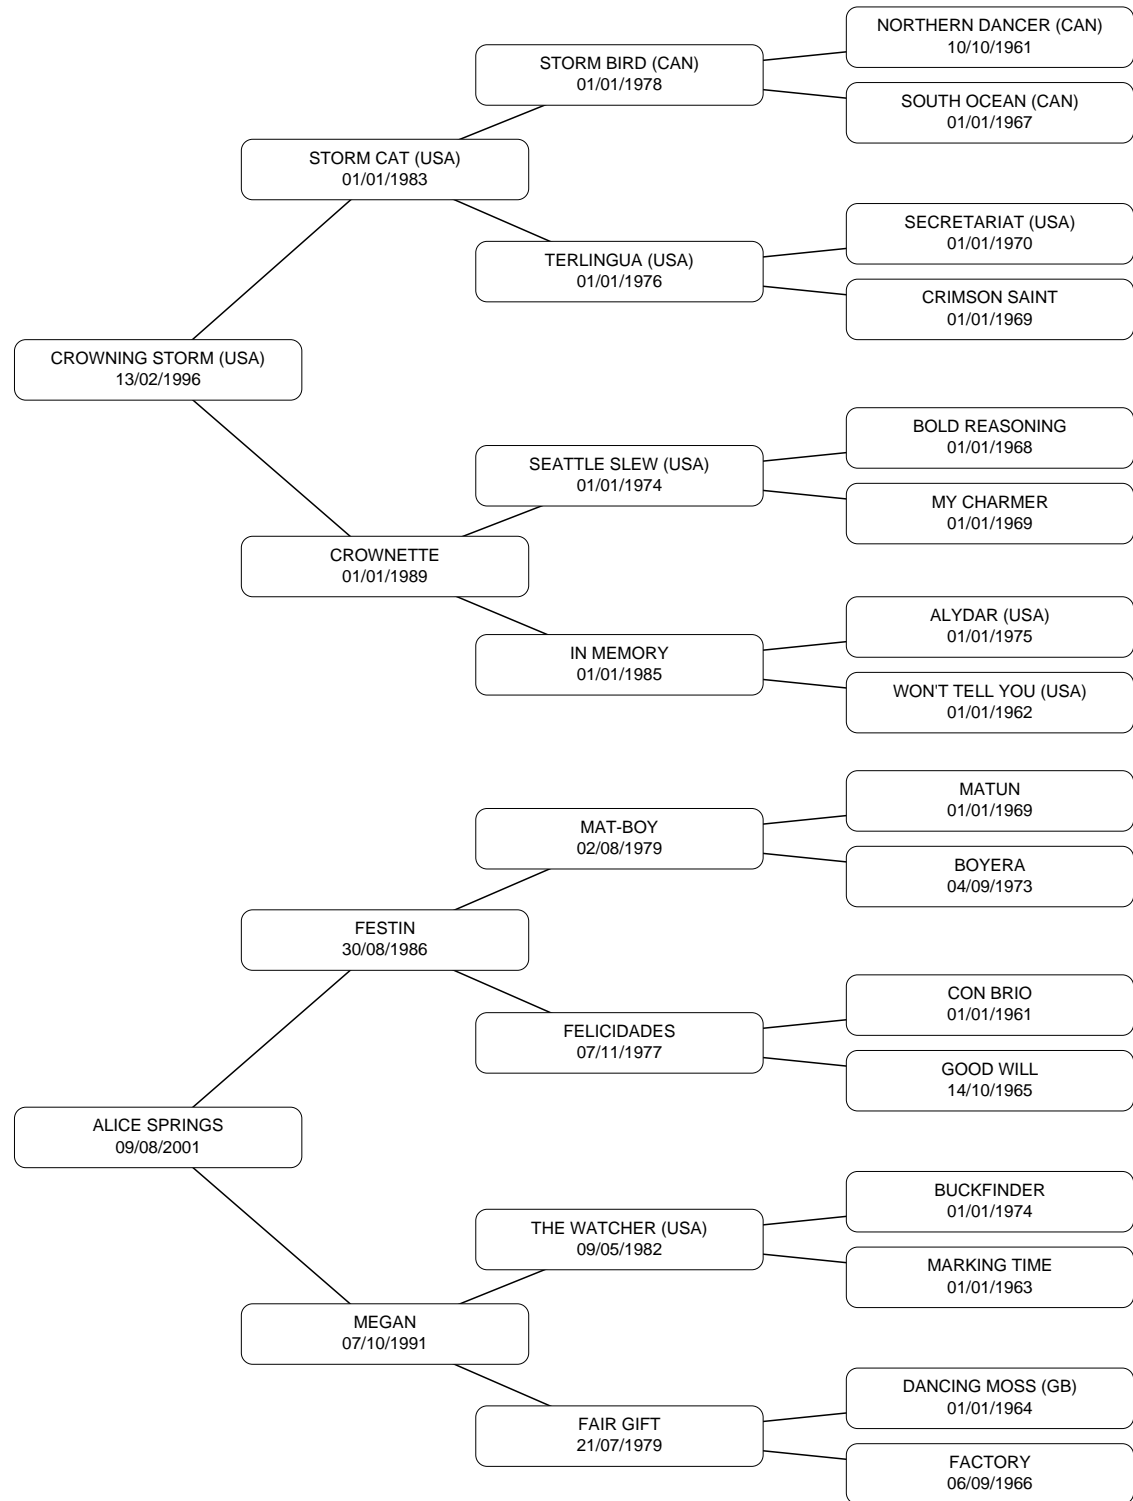 NORTHERN DANCER (CAN)
10/10/1961
STORM BIRD (CAN)
01/01/1978
SOUTH OCEAN (CAN)
01/01/1967
STORM CAT (USA)
01/01/1983
SECRETARIAT (USA)
01/01/1970
TERLINGUA (USA)
01/01/1976
CRIMSON SAINT
01/01/1969
CROWNING STORM (USA)
13/02/1996
BOLD REASONING
01/01/1968
SEATTLE SLEW (USA)
01/01/1974
MY CHARMER
01/01/1969
CROWNETTE
01/01/1989
ALYDAR (USA)
01/01/1975
IN MEMORY
01/01/1985
WON'T TELL YOU (USA)
01/01/1962
MATUN
01/01/1969
MAT-BOY
02/08/1979
BOYERA
04/09/1973
FESTIN
30/08/1986
CON BRIO
01/01/1961
FELICIDADES
07/11/1977
GOOD WILL
14/10/1965
ALICE SPRINGS
09/08/2001
BUCKFINDER
01/01/1974
THE WATCHER (USA)
09/05/1982
MARKING TIME
01/01/1963
MEGAN
07/10/1991
DANCING MOSS (GB)
01/01/1964
FAIR GIFT
21/07/1979
FACTORY
06/09/1966